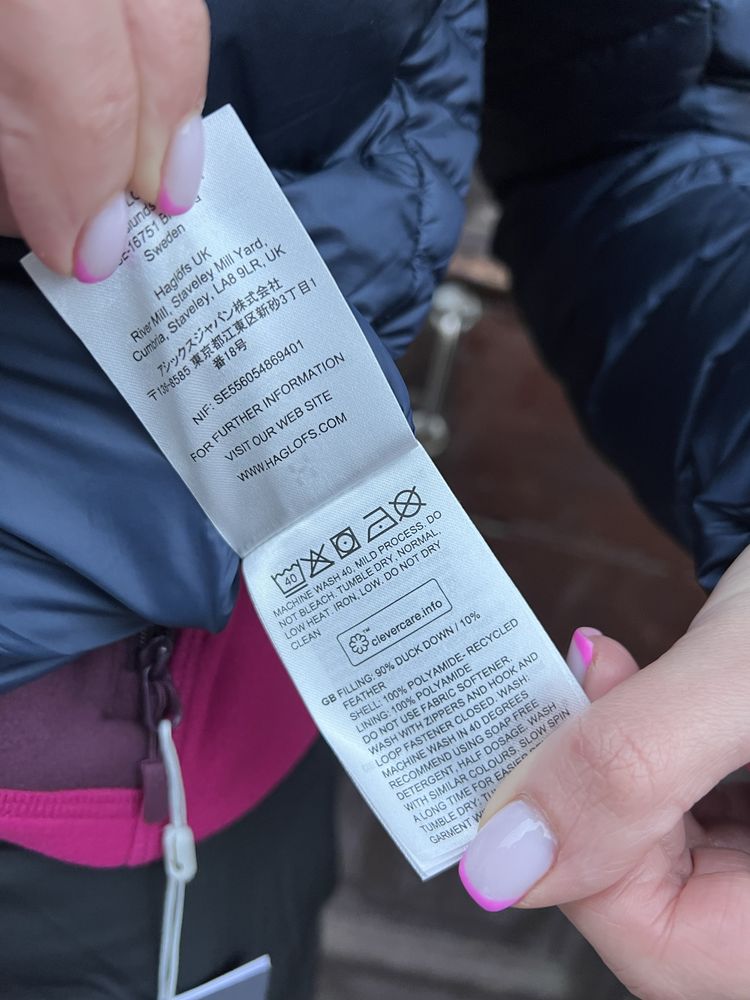 Sweden
Haglöfs UK
River Mill, Staveley Mill Yard,
Cumbria, Staveley, LA8 9LR, UK
アシックスジャパン株式会社
〒136-8585 東京都江東区新砂3丁目1
番18号
NIF: SE556054869401
FOR FURTHER INFORMATION
VISIT OUR WEB SITE
WWW.HAGLOFS.COM
40
MACHINE WASH 40, MILD PROCESS. DO
NOT BLEACH. TUMBLE DRY, NORMAL,
LOW HEAT. IRON, LOW. DO NOT DRY
CLEAN
clevercare.info
GB FILLING: 90% DUCK DOWN / 10%
FEATHER
SHELL: 100% POLYAMIDE-RECYCLED
LINING: 100% POLYAMIDE
DO NOT USE FABRIC SOFTENER.
WASH WITH ZIPPERS AND HOOK AND
LOOP FASTENER CLOSED. WASH:
MACHINE WASH IN 40 DEGREES
RECOMMEND USING SOAP FREE
DETERGENT, HALF DOSAGE. WASH
WITH SIMILAR COLOURS. SLOW SPIN
A LONG TIME FOR EASIER
TUMBLE DRY,
GARMENT